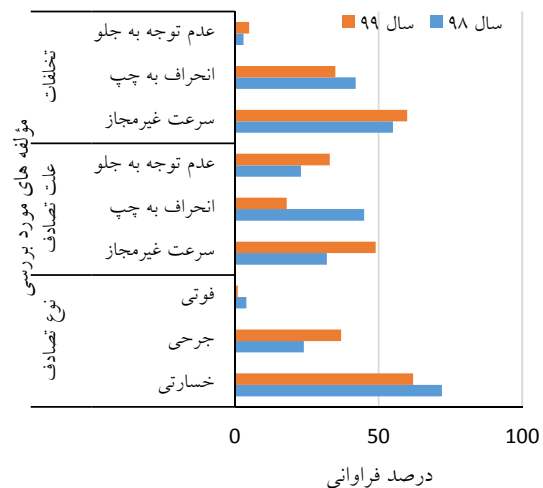 سال ۹۸ سال ۹۹
مؤلفه های مورد بررسی
تخلفات
عدم توجه به جلو
انحراف به چپ
سرعت غیرمجاز
علت تصادف
عدم توجه به جلو
انحراف به چپ
سرعت غیرمجاز
نوع تصادف
فوتی
جرحی
خسارتی
0 50 100
درصد فراوانی